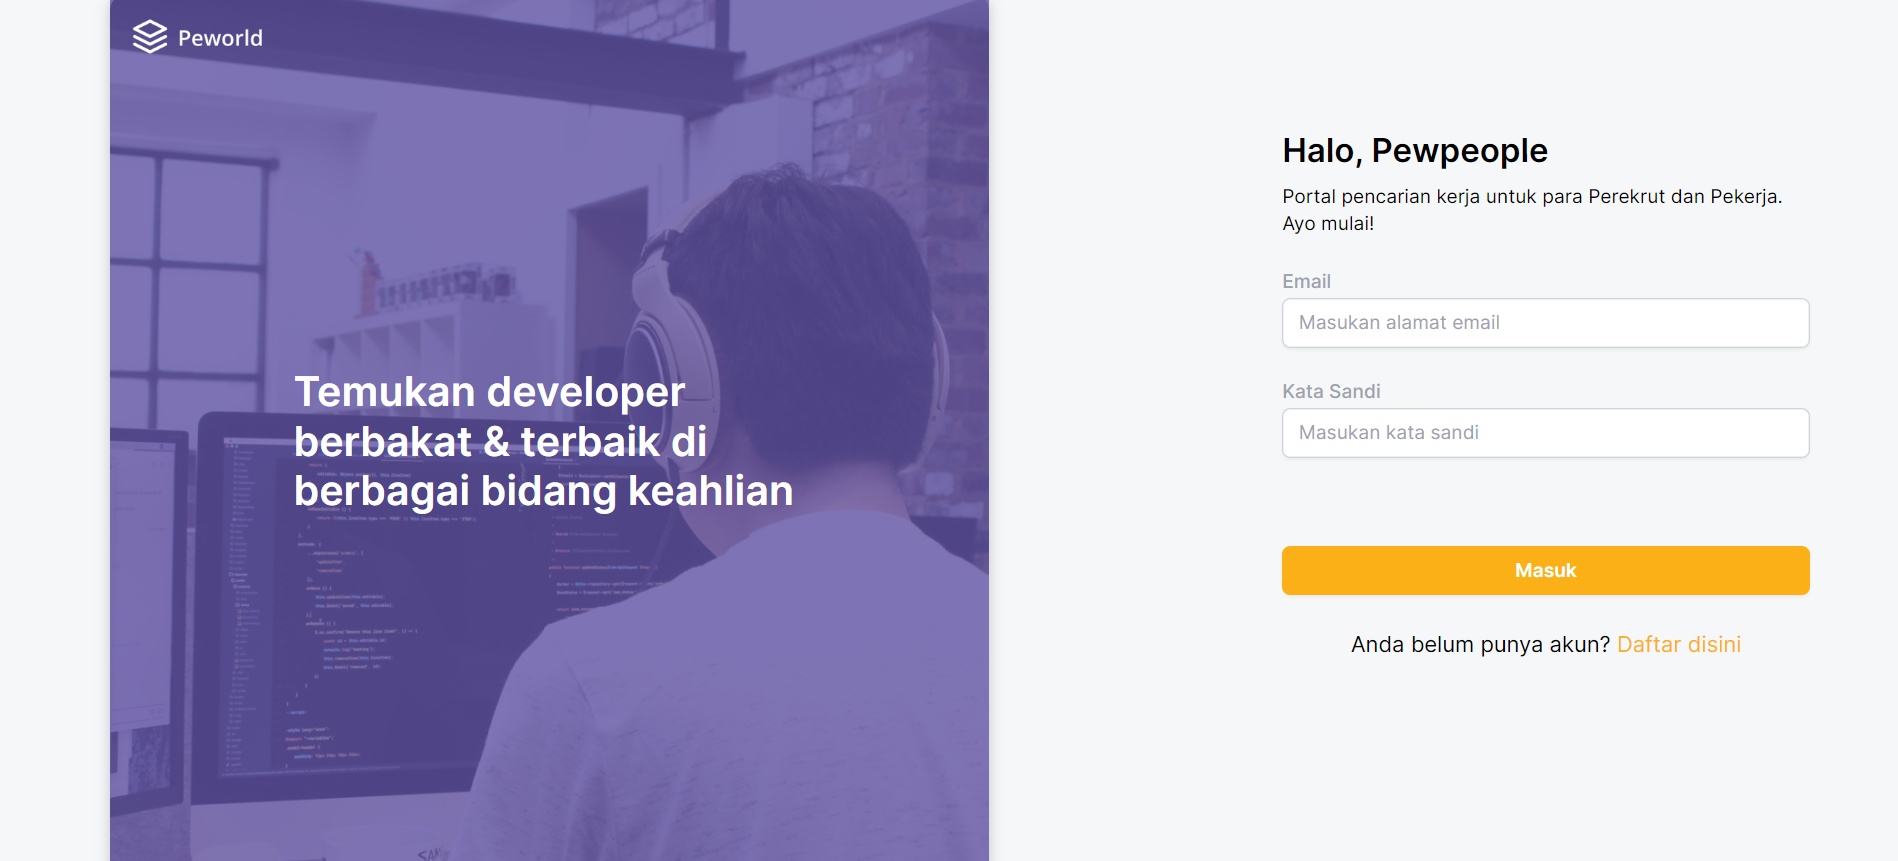 Peworld
Temukan developer
berbakat & terbaik di
berbagai bidang keahlian
Halo, Pewpeople
Portal pencarian kerja untuk para Perekrut dan Pekerja.
Ayo mulai!
Email
Masukan alamat email
Kata Sandi
Masukan kata sandi
Masuk
Anda belum punya akun? Daftar disini